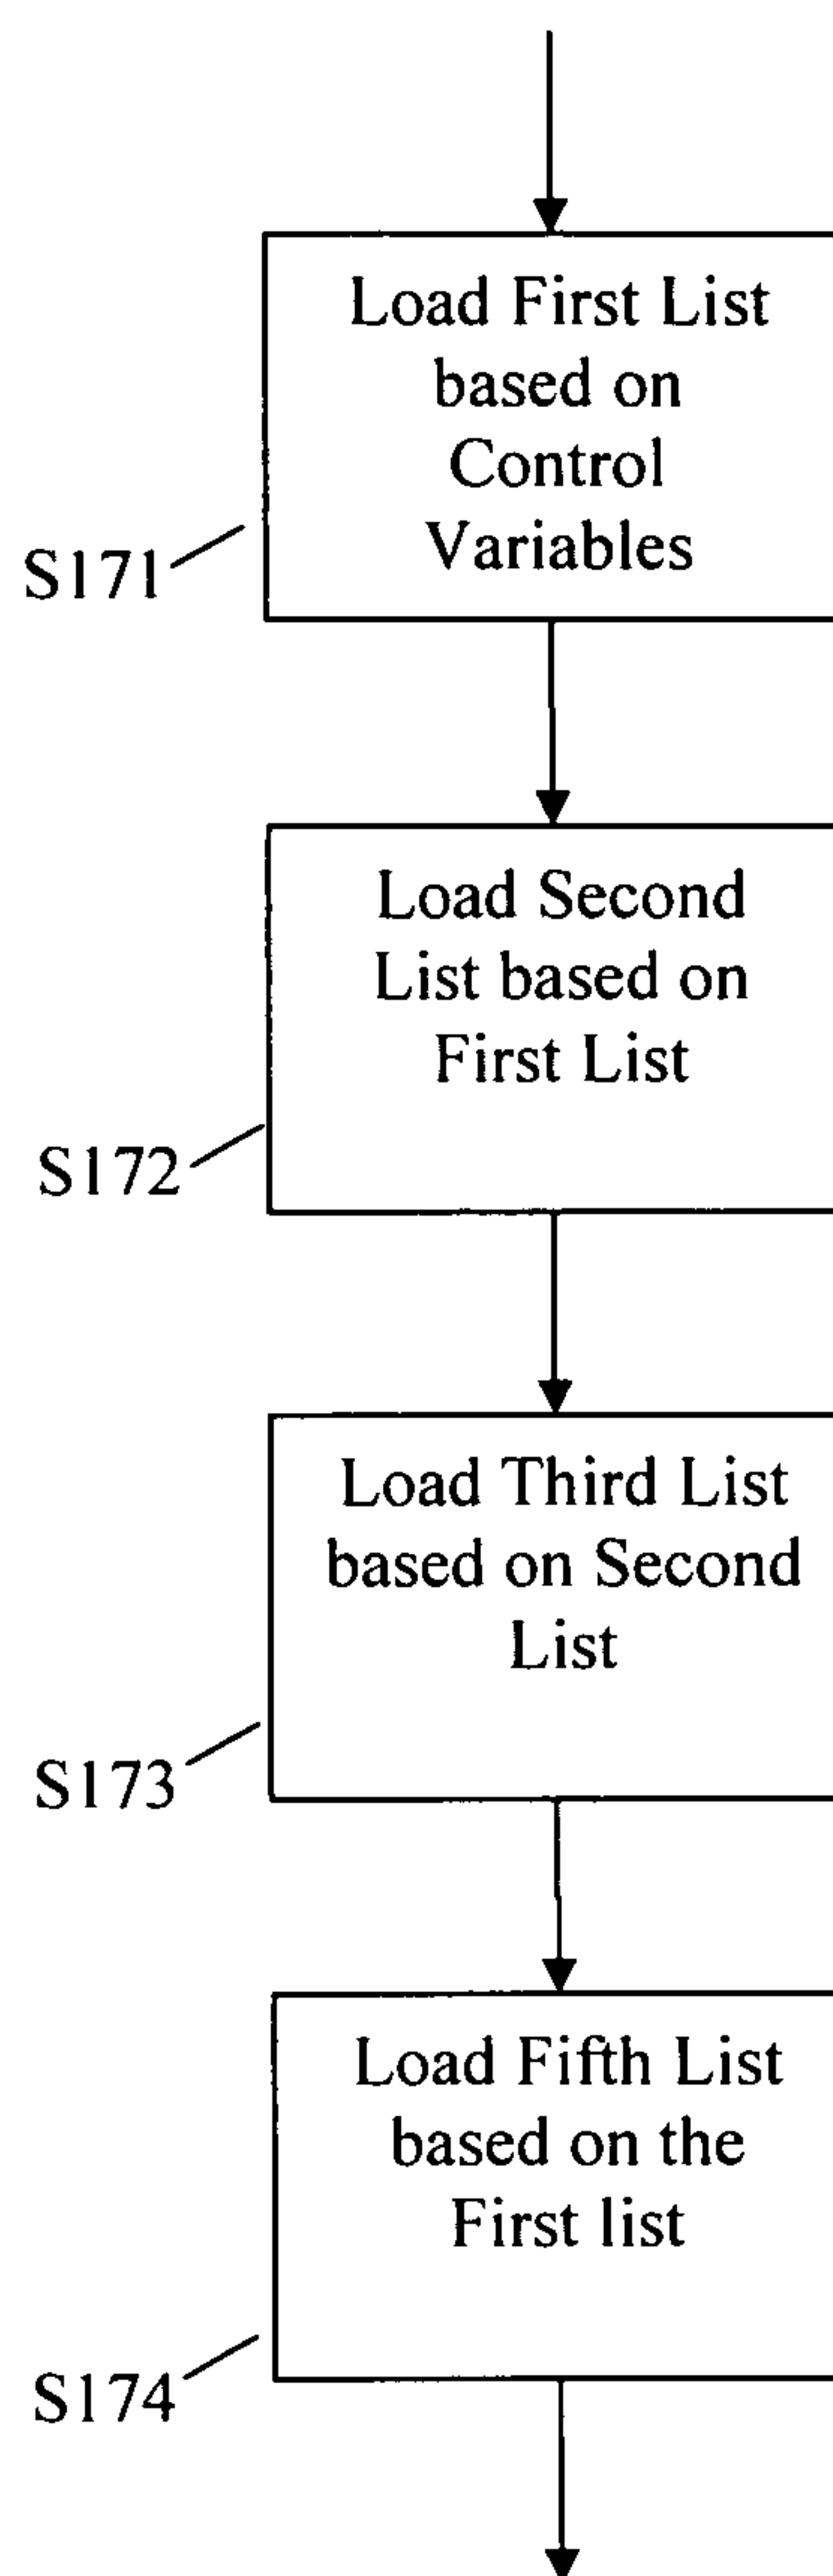 Load First List
based on
Control
Variables
S171
Load Second
List based on
First List
S172
Load Third List
based on Second
List
S173
Load Fifth List
based on the
First list
S174